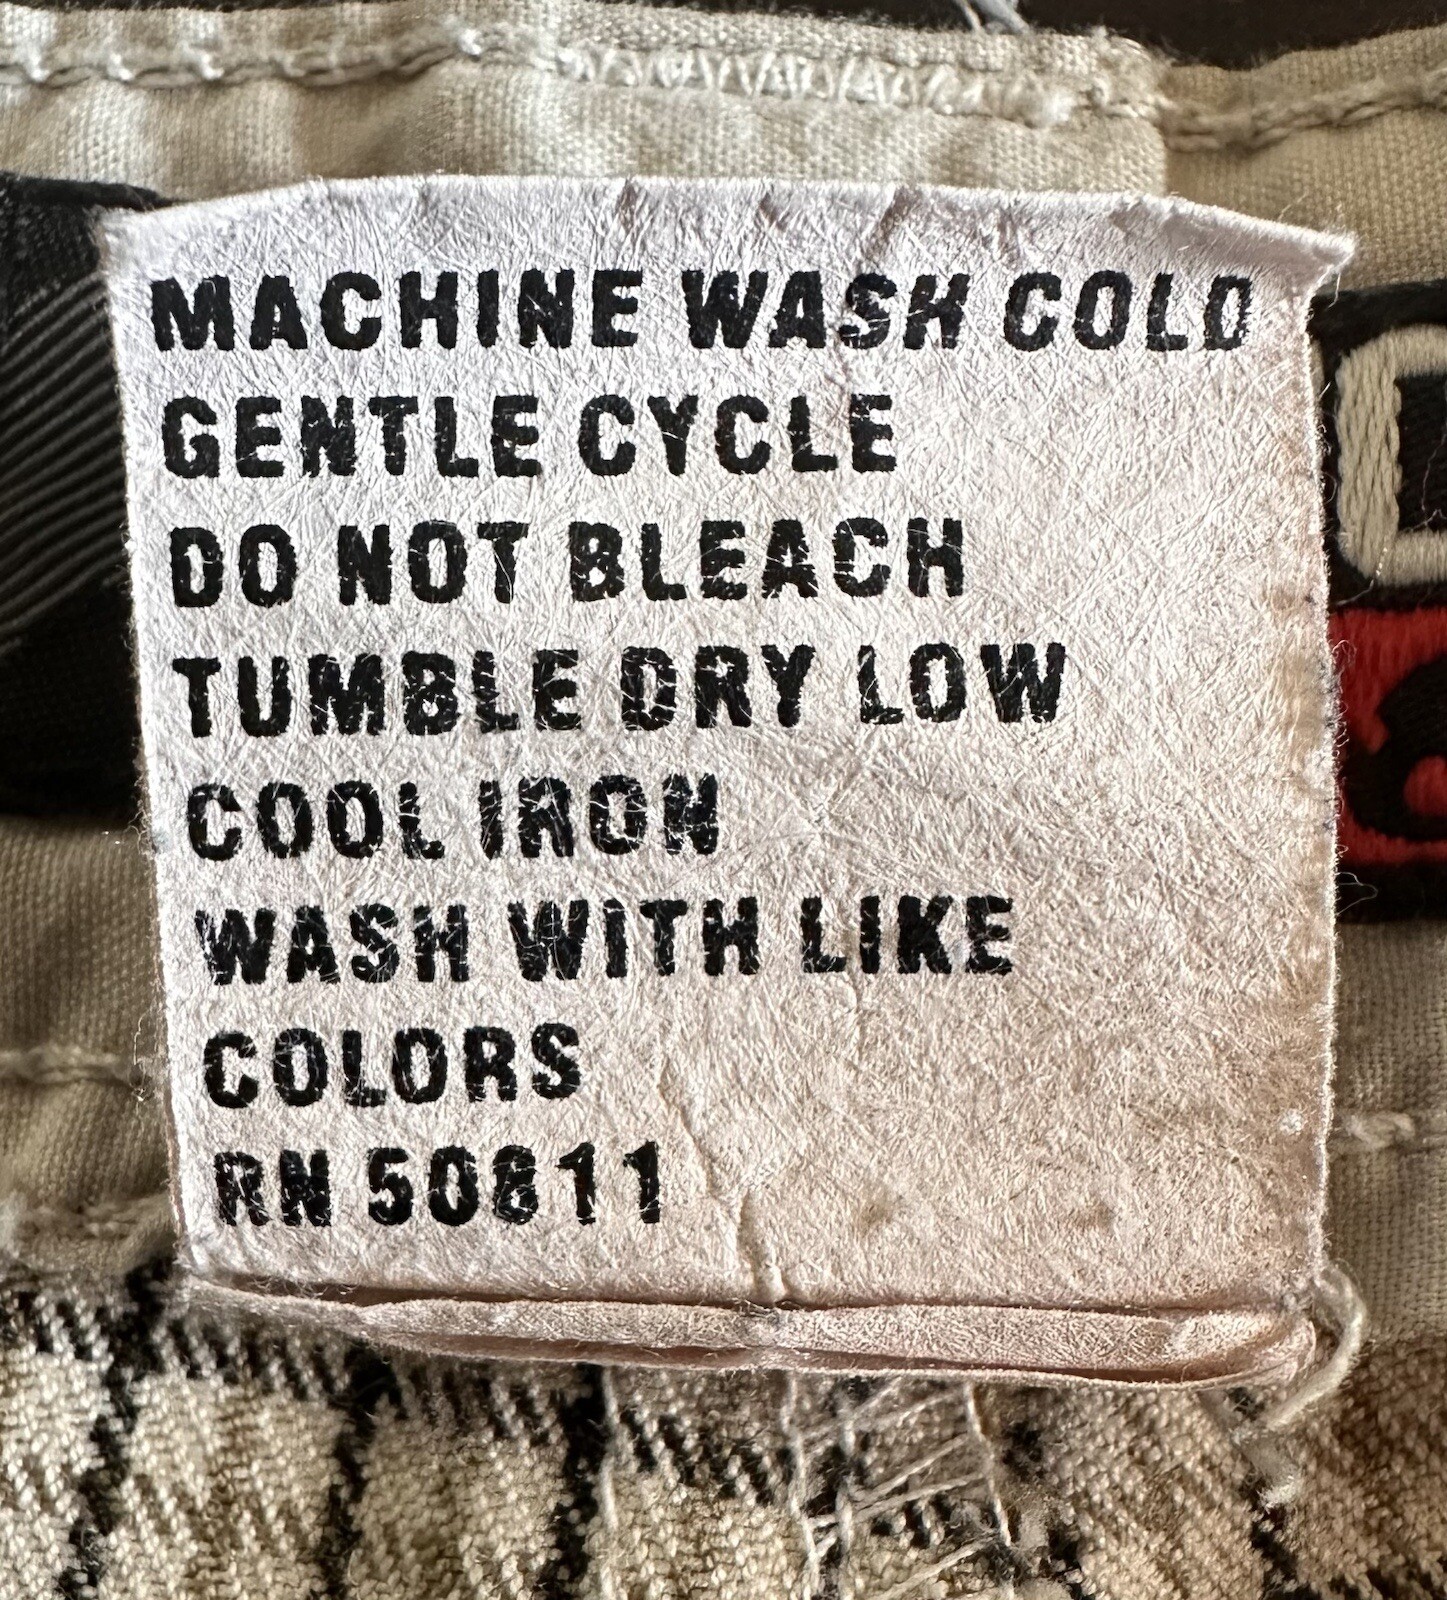 MACHINE WASH COLD
GENTLE CYCLE
DO NOT BLEACH
TUMBLE DRY LOW
COOL IRON
WASH WITH LIKE
COLORS
RN 50811